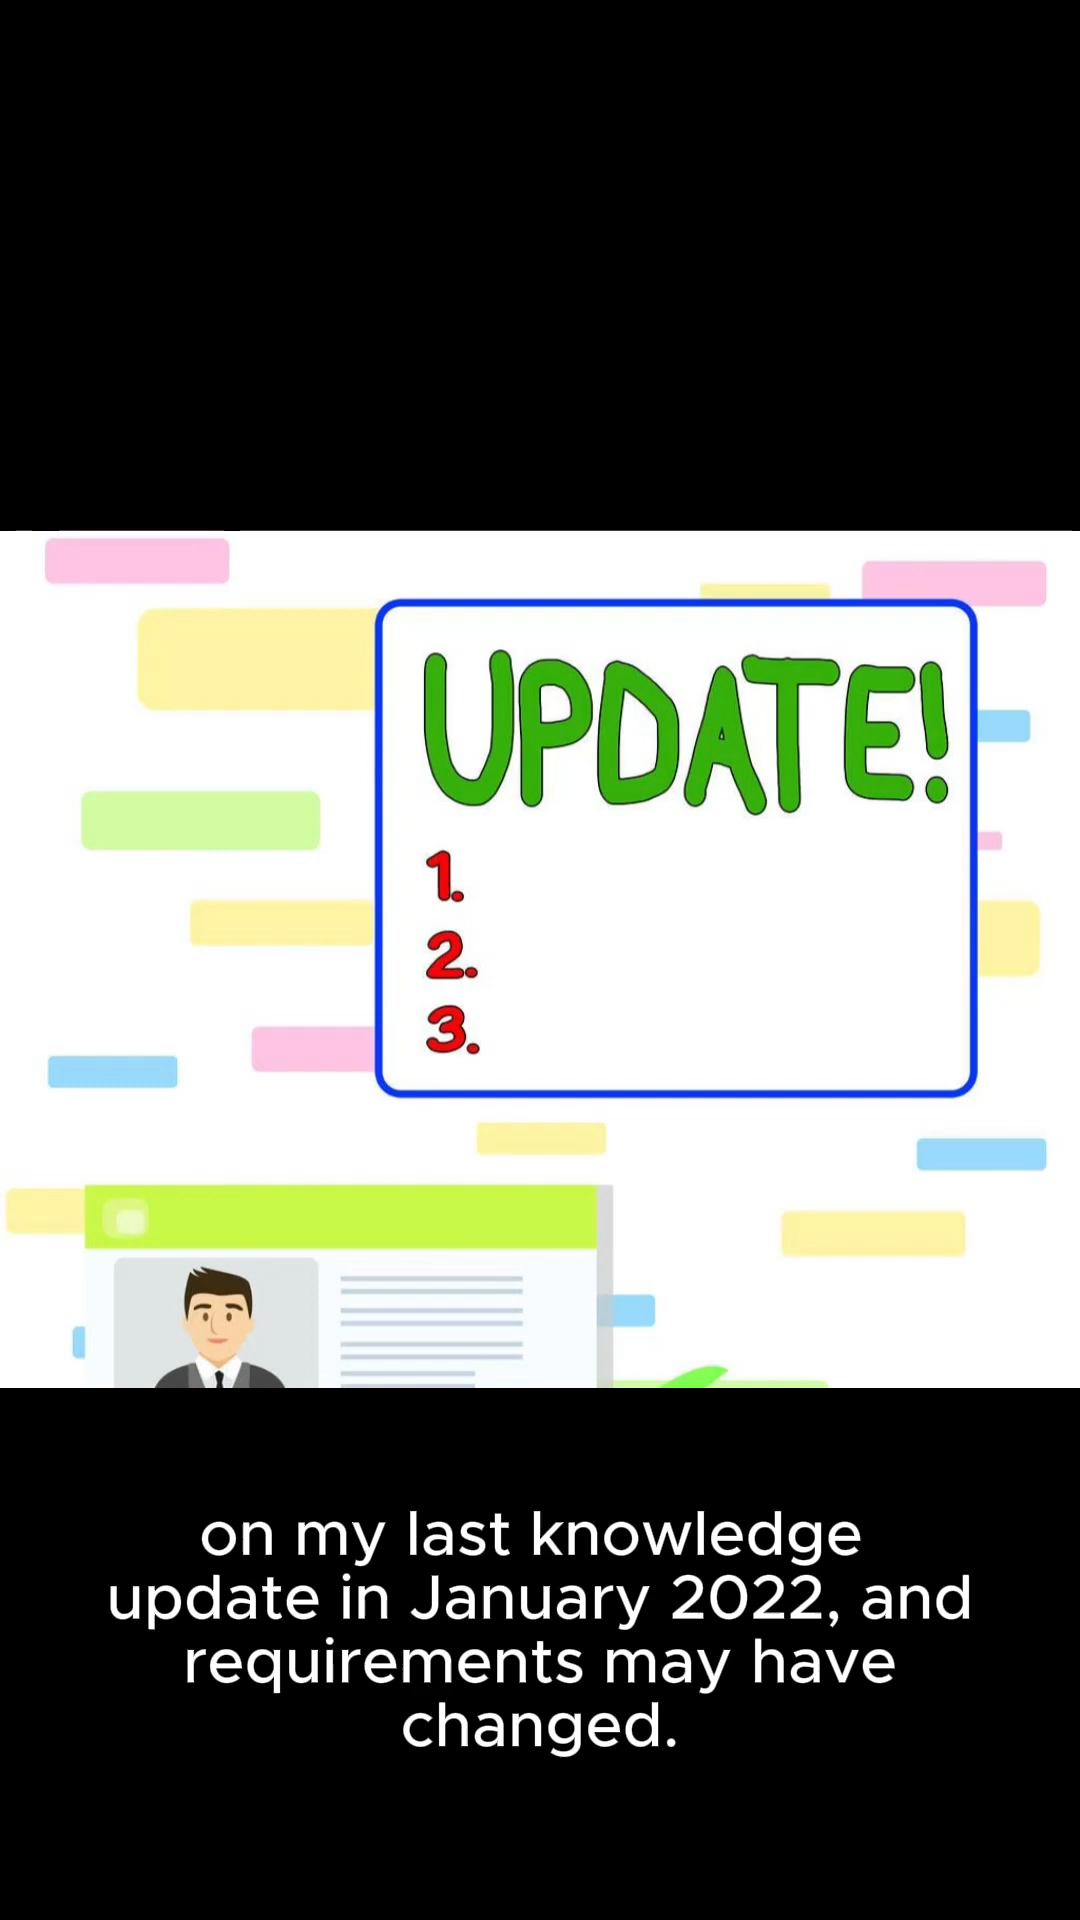 UPDATE!
1.
2.
3.
on my last knowledge
update in January 2022, and
requirements may have
changed.